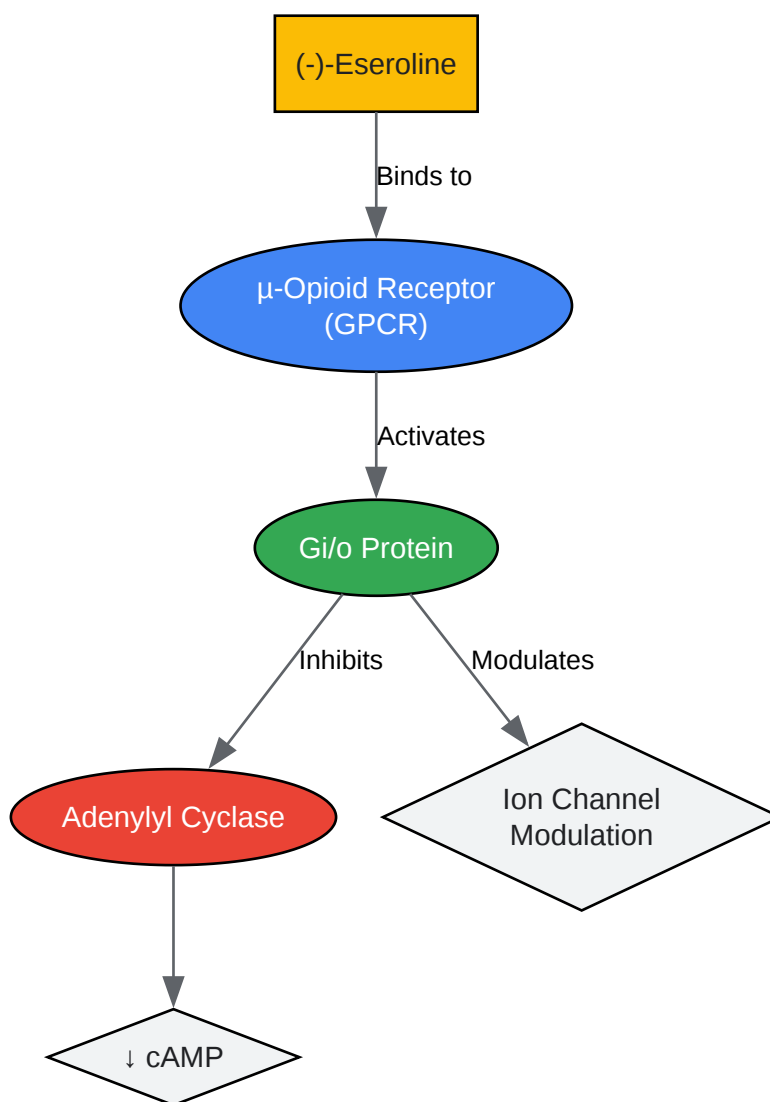 (-)-Eseroline
Binds to
µ-Opioid Receptor
(GPCR)
Activates
Gi/o Protein
Inhibits
Modulates
Adenylyl Cyclase
Ion Channel
Modulation
↓ cAMP